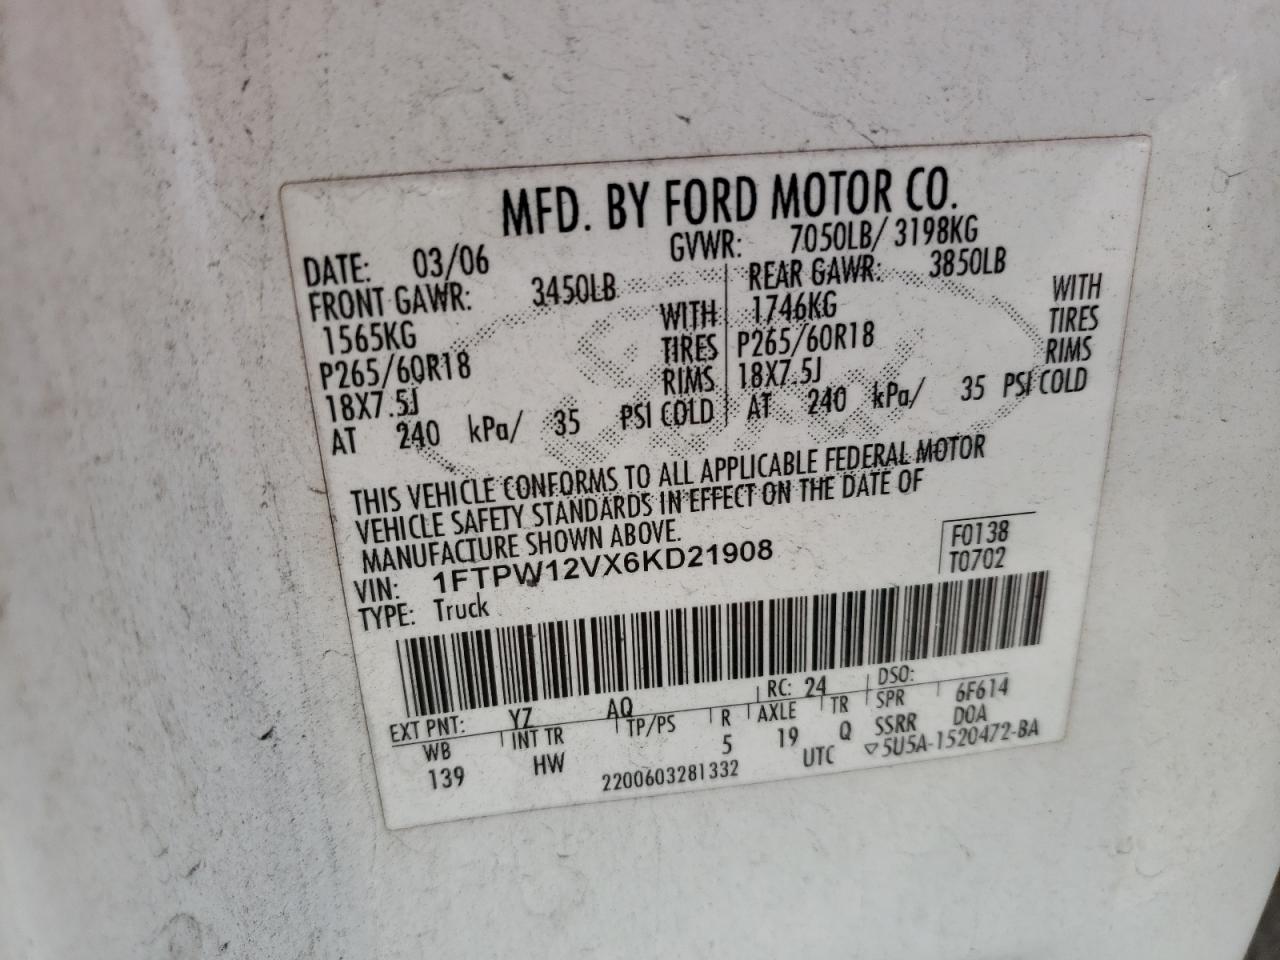 MFD. BY FORD MOTOR CO.
DATE: 03/06 GVWR: 7050LB/ 3198KG
FRONT GAWR: 3450LB REAR GAWR: 3850LB
1565KG WITH 1746KG WITH
P265/60R18 TIRES P265/60R18 TIRES
18X7.5J RIMS 18X7.5J RIMS
AT 240 kPa/ 35 PSI COLD AT 240 kPa/ 35 PSI COLD
THIS VEHICLE CONFORMS TO ALL APPLICABLE FEDERAL MOTOR
VEHICLE SAFETY STANDARDS IN EFFECT ON THE DATE OF
MANUFACTURE SHOWN ABOVE.
VIN: 1FTPW12VX6KD21908 F0138
TYPE: Truck T0702
EXT PNT: YZ AQ RC: 24 DSO:
WB INT TR TP/PS R AXLE TR SPR 6F614
139 HW 5 19 Q SSRR DOA
2200603281332 UTC ▽5U5A-1520472-BA